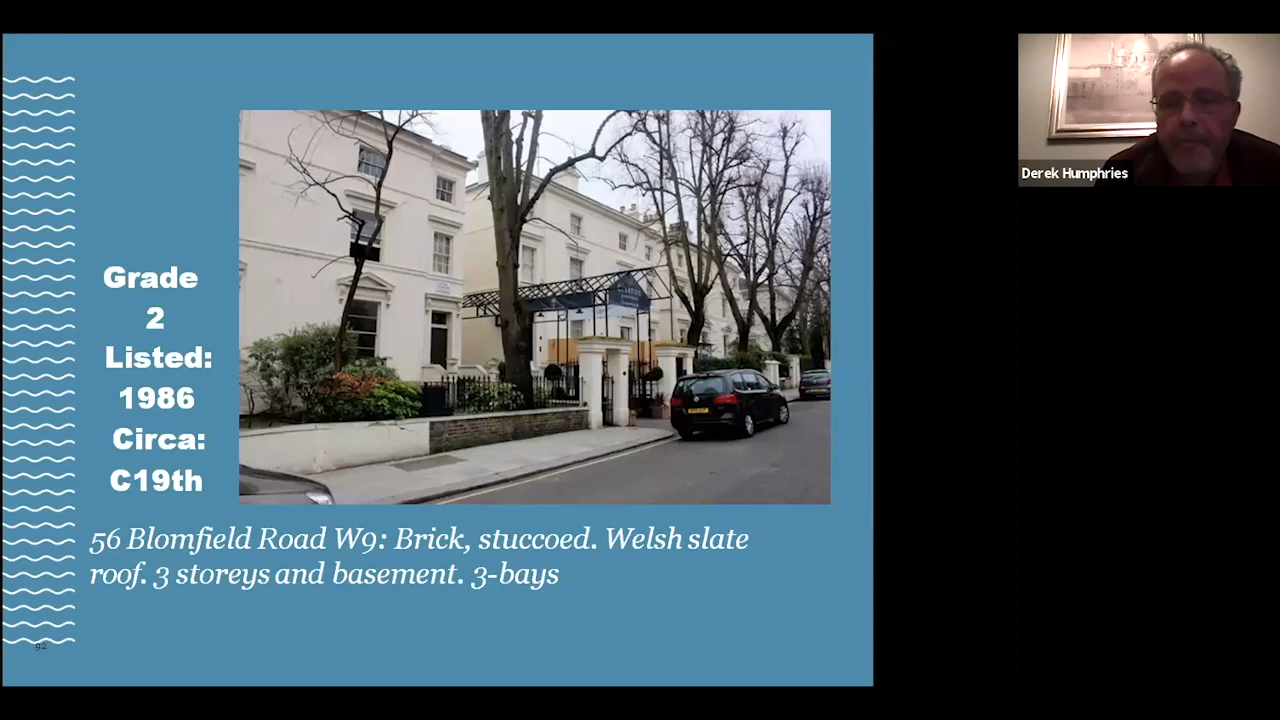 Grade
2
Listed:
1986
Circa:
C19th
56 Blomfield Road W9: Brick, stuccoed. Welsh slate
roof. 3 storeys and basement. 3-bays
92
Derek Humphries